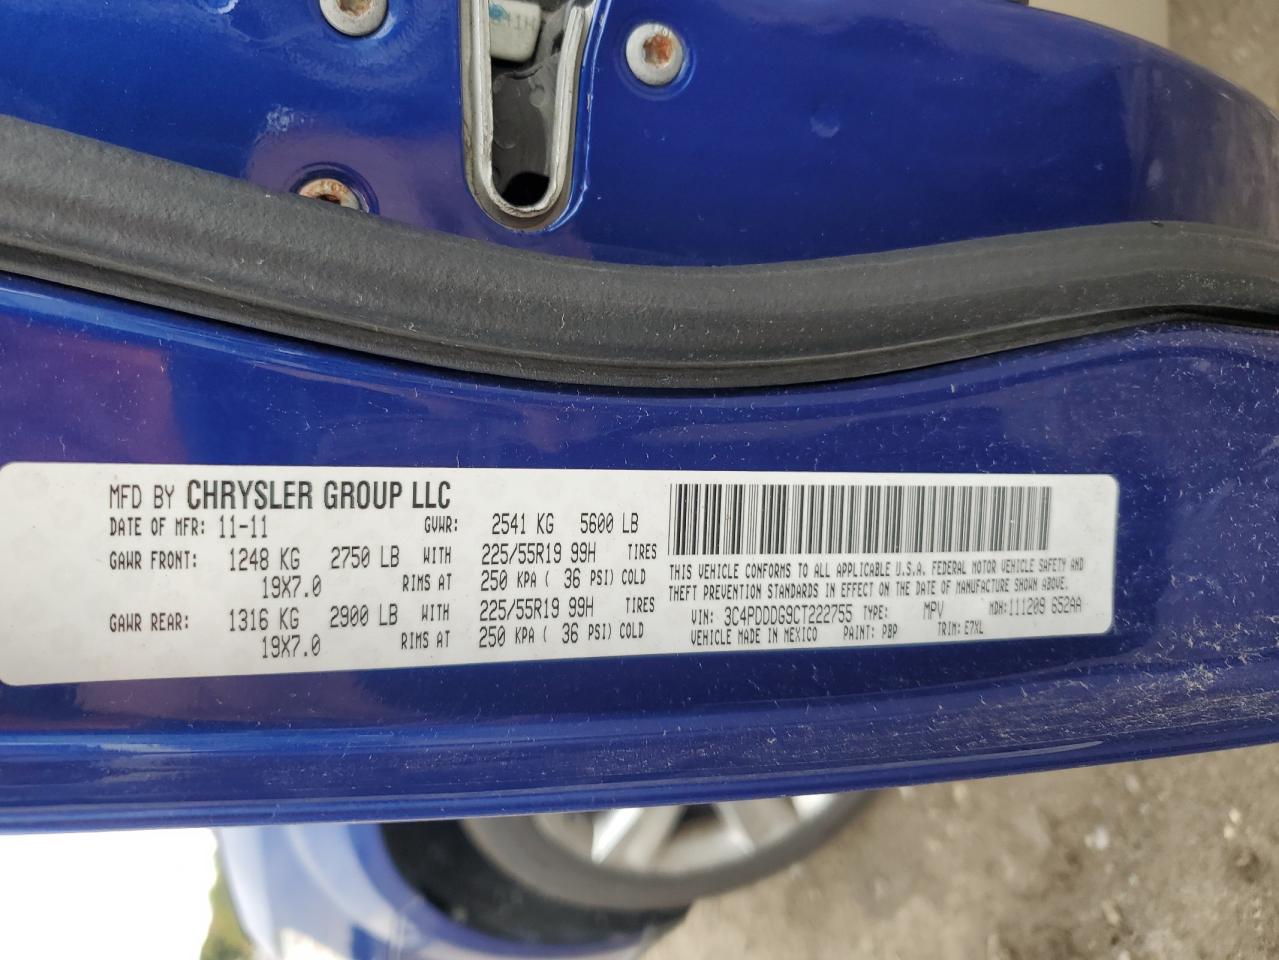 MFD BY CHRYSLER GROUP LLC
DATE OF MFR: 11-11 GVWR: 2541 KG 5600 LB
GAWR FRONT: 1248 KG 2750 LB WITH 225/55R19 99H TIRES
19X7.0 RIMS AT 250 KPA ( 36 PSI) COLD
GAWR REAR: 1316 KG 2900 LB WITH 225/55R19 99H TIRES
19X7.0 RIMS AT 250 KPA ( 36 PSI) COLD
THIS VEHICLE CONFORMS TO ALL APPLICABLE U.S.A. FEDERAL MOTOR VEHICLE SAFETY AND
THEFT PREVENTION STANDARDS IN EFFECT ON THE DATE OF MANUFACTURE SHOWN ABOVE.
VIN: 3C4PDDDG9CT222755 TYPE: MPV MDH: 111209 652AA
VEHICLE MADE IN MEXICO PAINT: PBP TRIM: E7XL